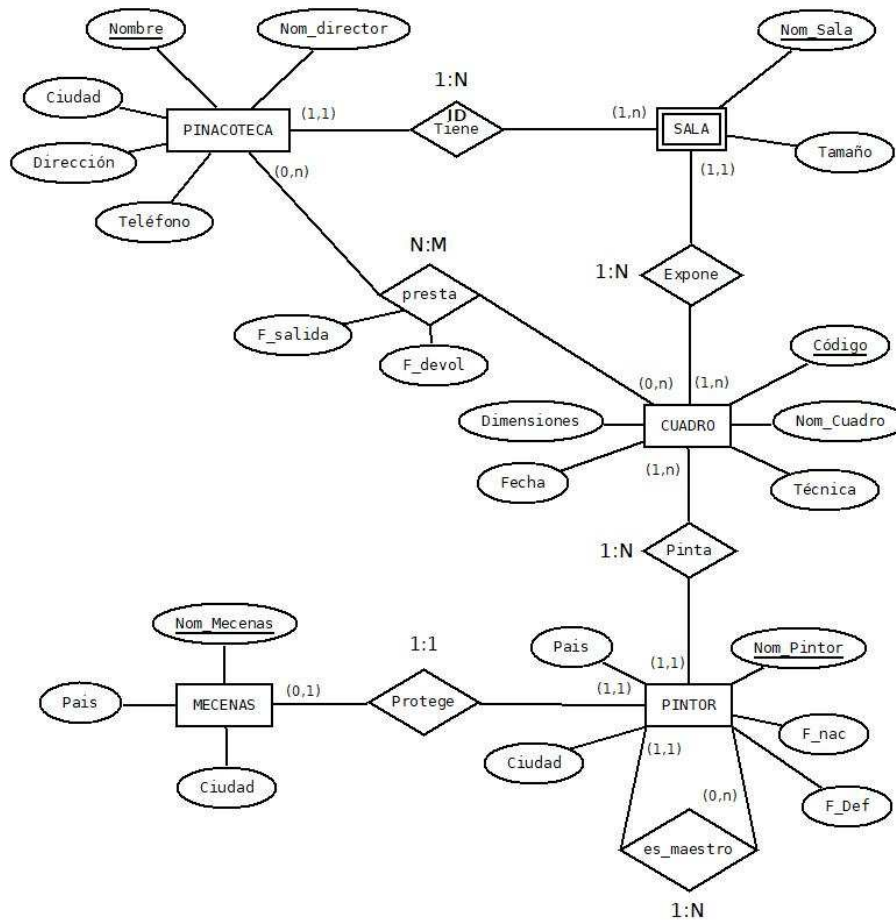 Nombre
Nom_director
Nom_Sala
Ciudad
1:N
PINACOTECA
(1,1)
ID
Tiene
(1,n)
SALA
Dirección
(0,n)
(1,1)
Tamaño
Teléfono
N:M
1:N
Expone
presta
F_salida
F_devol
Código
(0,n)
(1,n)
Dimensiones
CUADRO
Nom_Cuadro
Fecha
(1,n)
Técnica
1:N
Pinta
Nom_Mecenas
1:1
Pais
Nom_Pintor
(1,1)
Pais
MECENAS
(0,1)
Protege
(1,1)
PINTOR
F_nac
Ciudad
Ciudad
(1,1)
(0,n)
F_Def
es_maestro
1:N